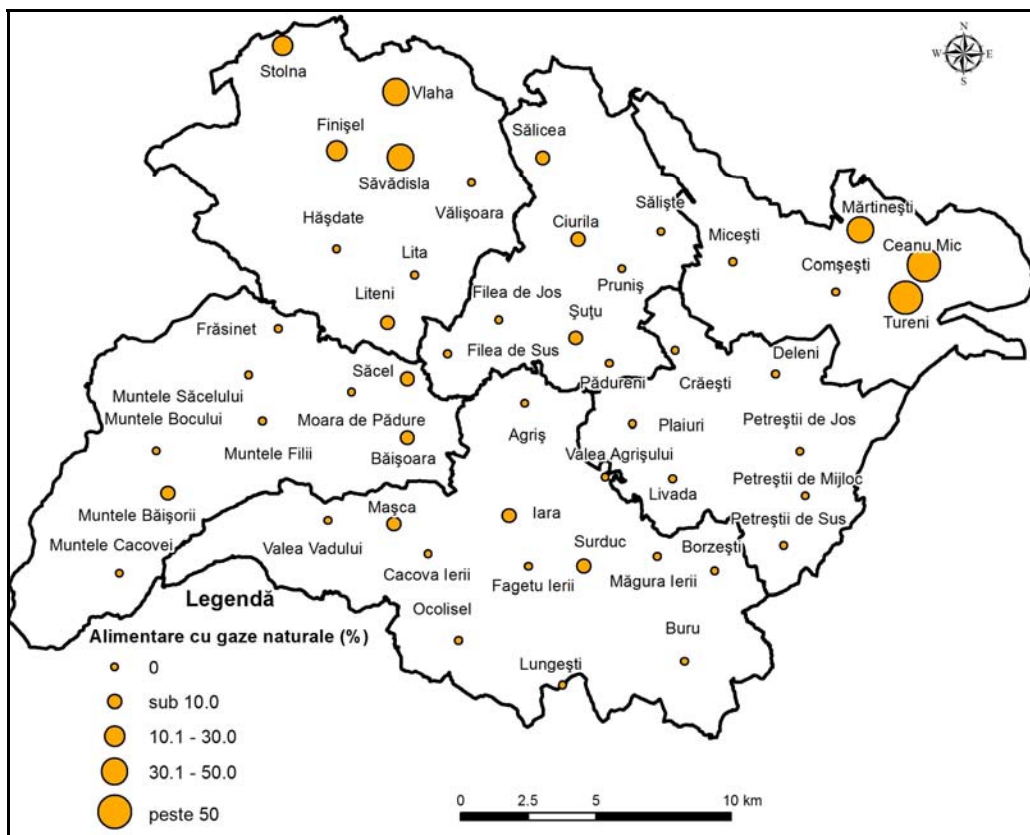 N
W E
S
Stolna
Vlaha
Finişel
Sălicea
Săvădisla
Vălişoara
Sălişte
Mărtineşti
Hăşdate
Ciurila
Miceşti
Ceanu Mic
Lita
Comşeşti
Pruniş
Liteni
Filea de Jos
Şuţu
Tureni
Frăsinet
Filea de Sus
Deleni
Săcel
Pădureni
Crăeşti
Muntele Săcelului
Muntele Bocului
Moara de Pădure
Agriş
Plaiuri
Petreştii de Jos
Muntele Filii
Băişoara
Valea Agrişului
Petreştii de Mijloc
Livada
Muntele Băişorii
Maşca
Iara
Petreştii de Sus
Muntele Cacovei
Valea Vadului
Surduc
Borzeşti
Cacova Ierii
Fagetu Ierii
Măgura Ierii
Ocolisel
Buru
Lungeşti
Legendă
Alimentare cu gaze naturale (%)
0
sub 10.0
10.1 - 30.0
30.1 - 50.0
peste 50
0 2.5 5 10 km